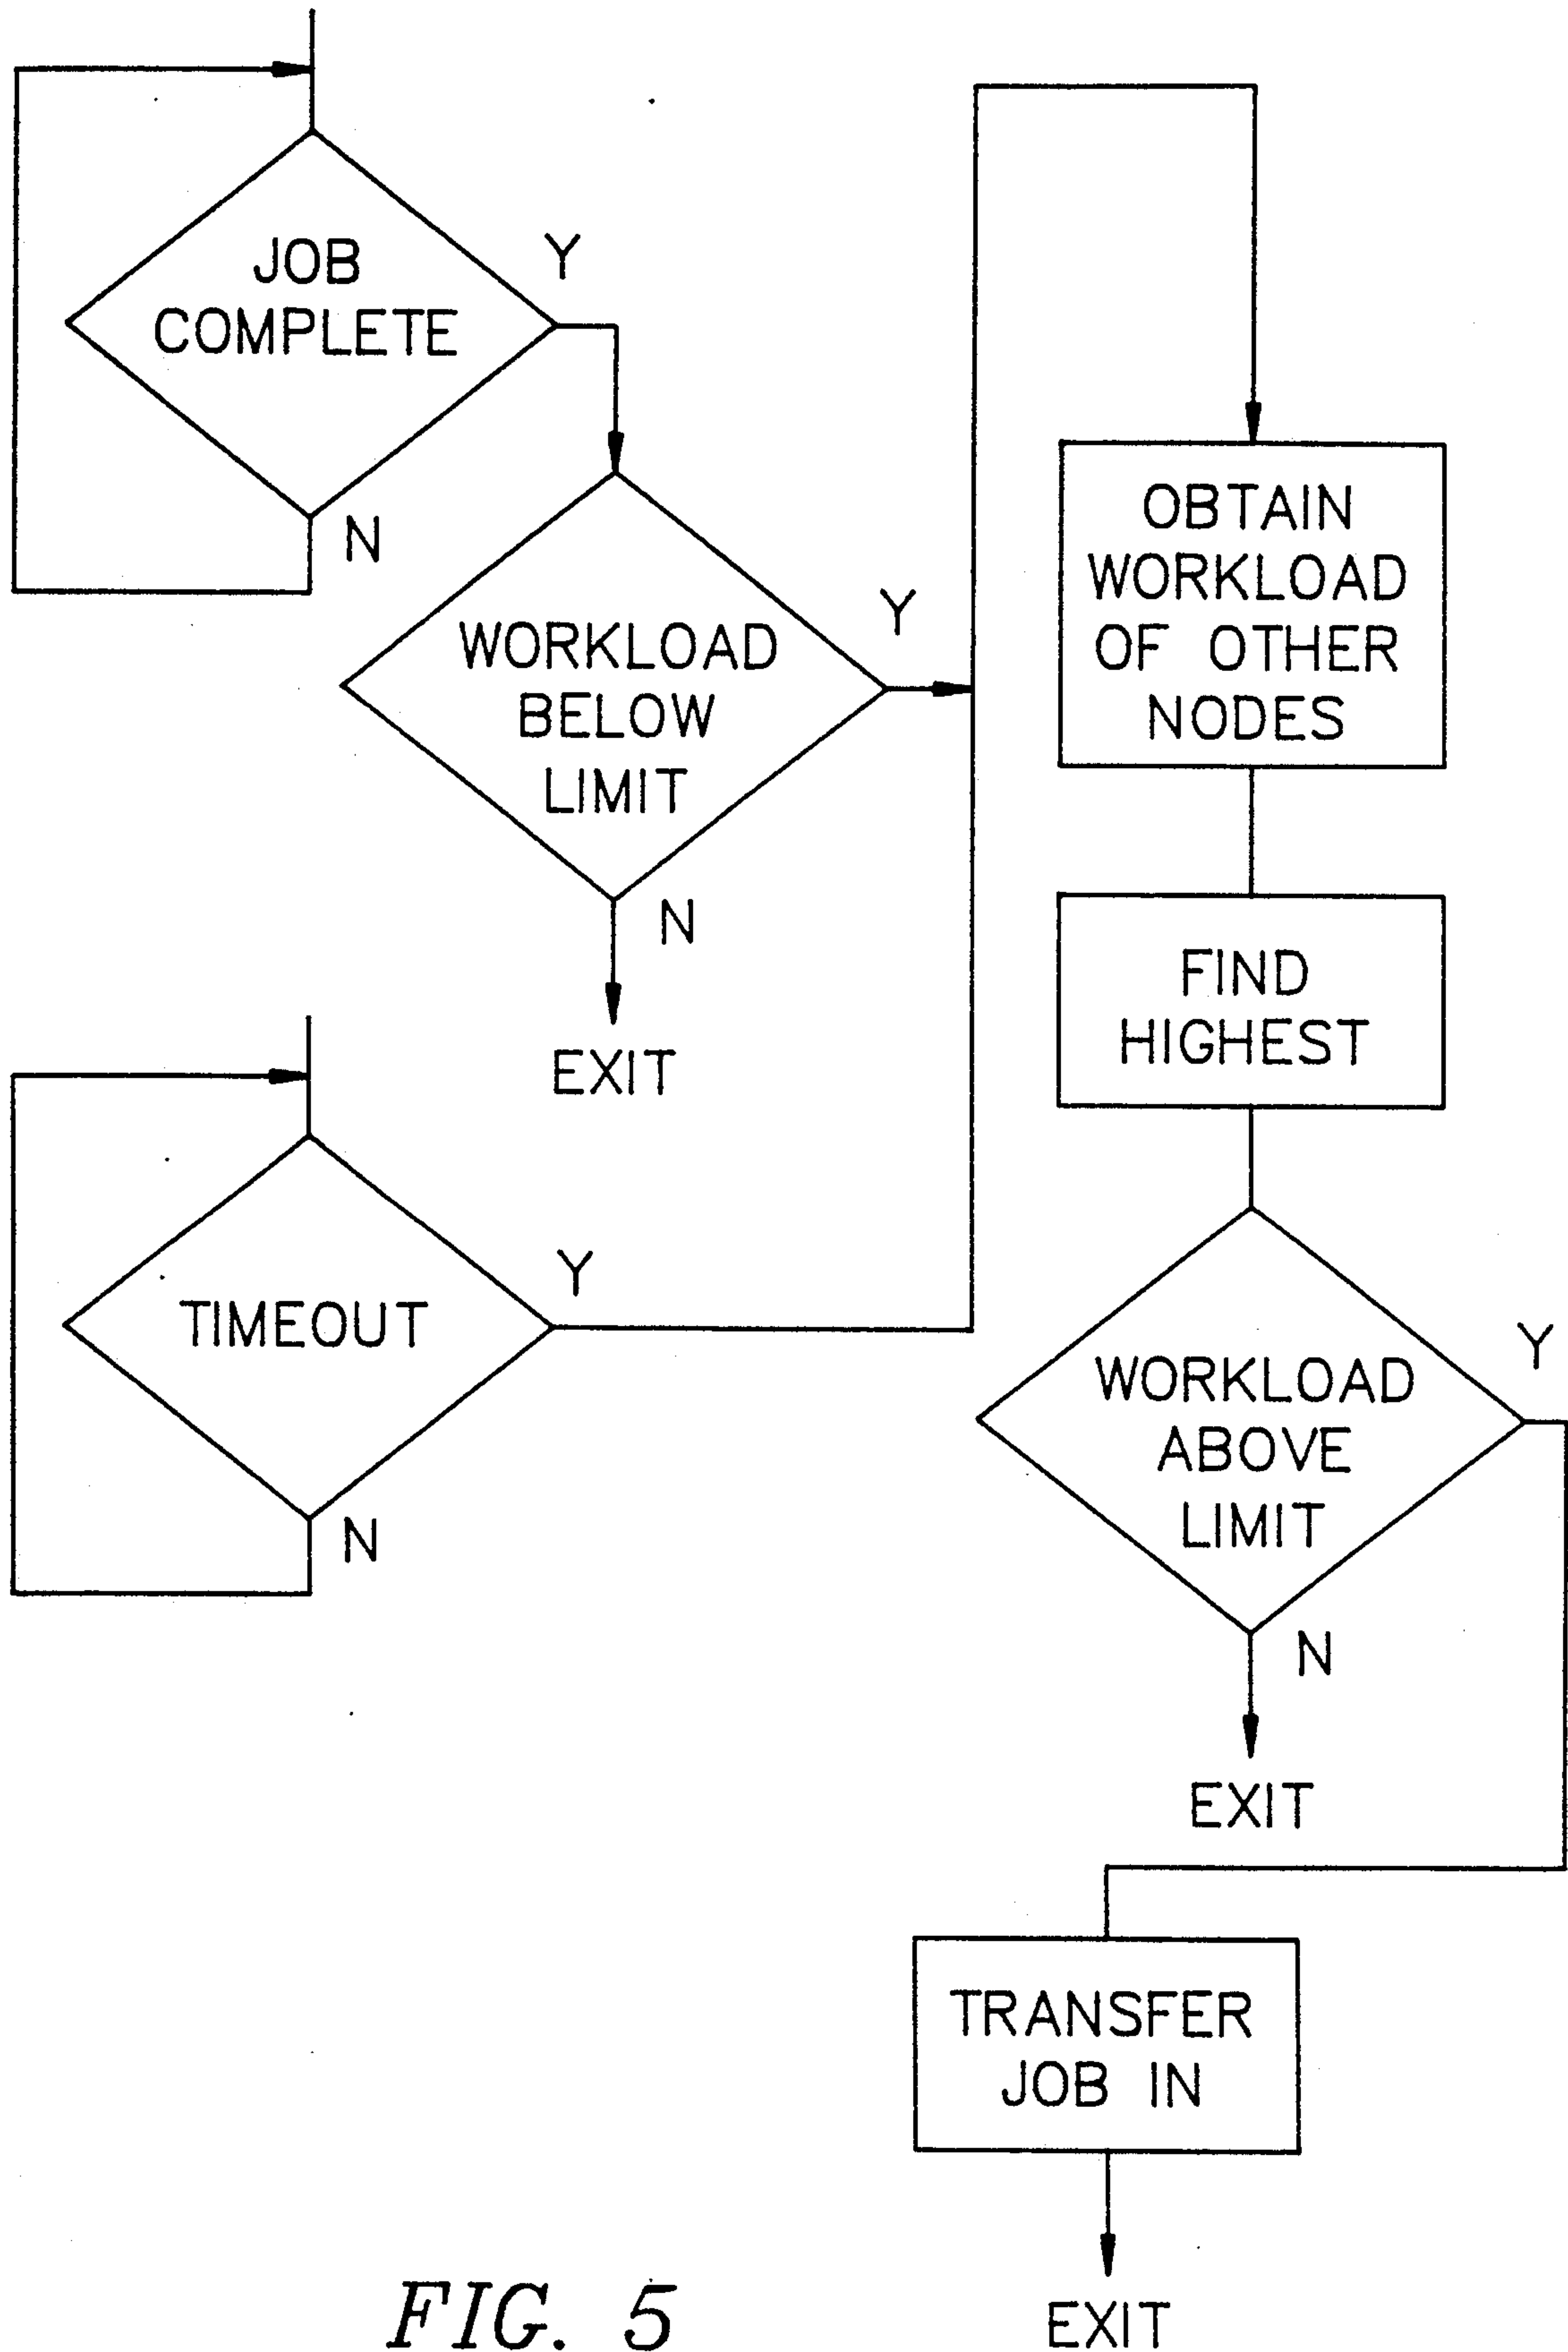 JOB
COMPLETE
Y
N
WORKLOAD
BELOW
LIMIT
Y
N
EXIT
TIMEOUT
Y
N
OBTAIN
WORKLOAD
OF OTHER
NODES
FIND
HIGHEST
WORKLOAD
ABOVE
LIMIT
Y
N
EXIT
TRANSFER
JOB IN
EXIT
FIG. 5